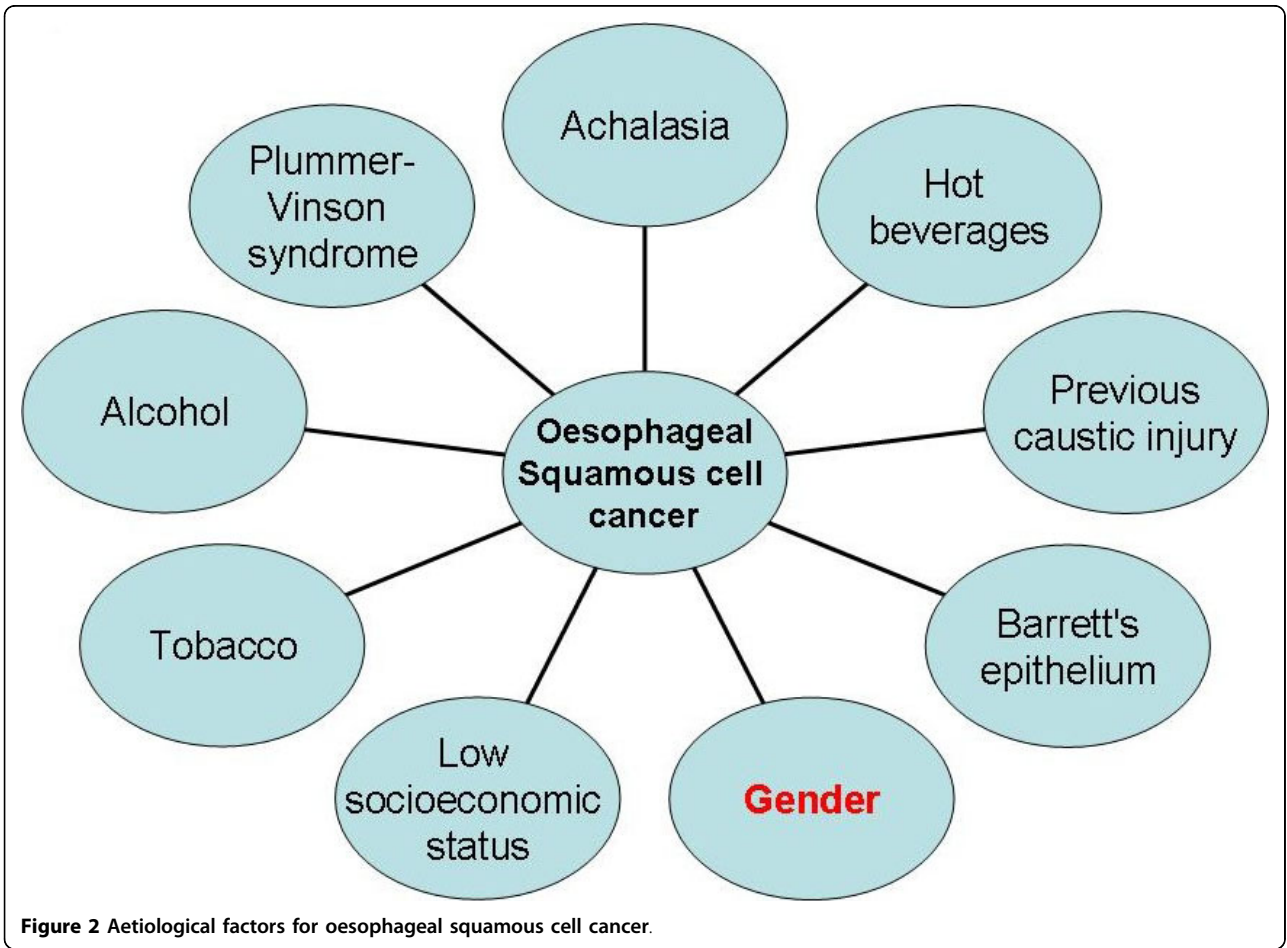 Achalasia
Hot
beverages
Previous
caustic injury
Barrett's
epithelium
Gender
Low
socioeconomic
status
Tobacco
Alcohol
Plummer-
Vinson
syndrome
Oesophageal
Squamous cell
cancer
Figure 2 Aetiological factors for oesophageal squamous cell cancer.